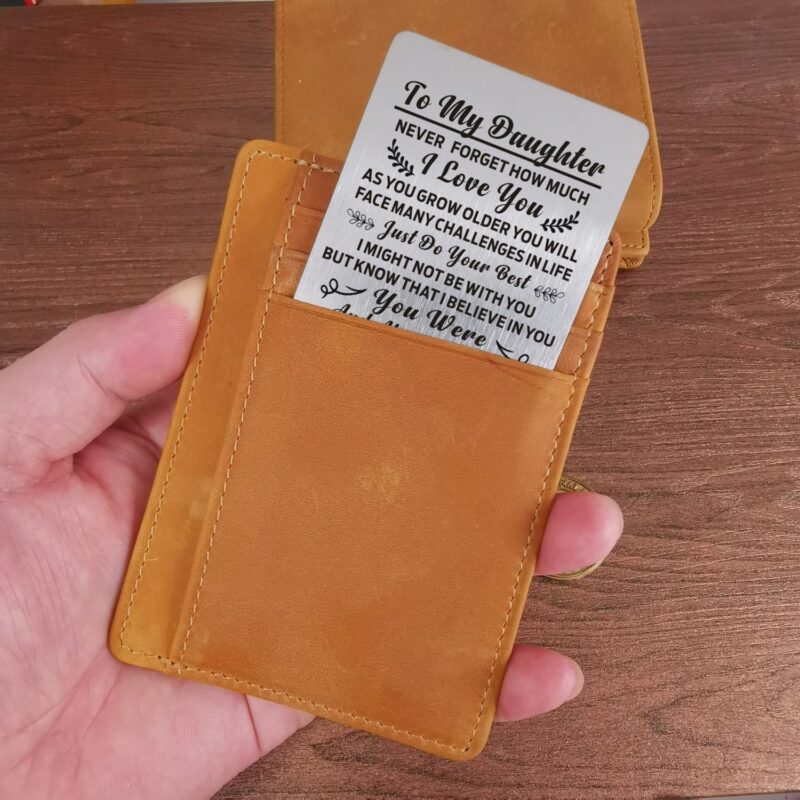 To My Daughter
NEVER FORGET HOW MUCH
I Love You
AS YOU GROW OLDER YOU WILL
FACE MANY CHALLENGES IN LIFE
Just Do Your Best
I MIGHT NOT BE WITH YOU
BUT KNOW THAT I BELIEVE IN YOU
You Were